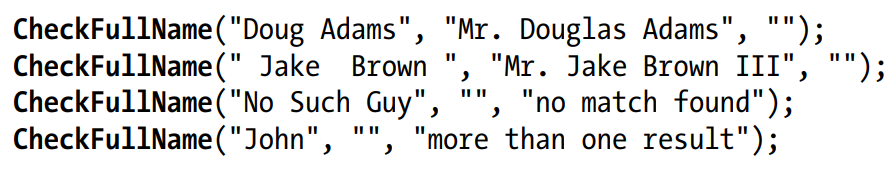 CheckFullName("Doug Adams", "Mr. Douglas Adams", "");
CheckFullName(" Jake  Brown ", "Mr. Jake Brown III", "");
CheckFullName("No Such Guy", "", "no match found");
CheckFullName("John", "", "more than one result");